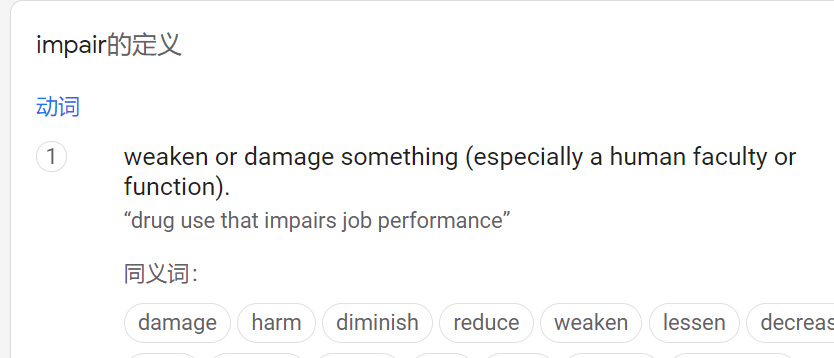 impair的定义
动词
1
weaken or damage something (especially a human faculty or
function).
“drug use that impairs job performance”
同义词：
damage harm diminish reduce weaken lessen decreas